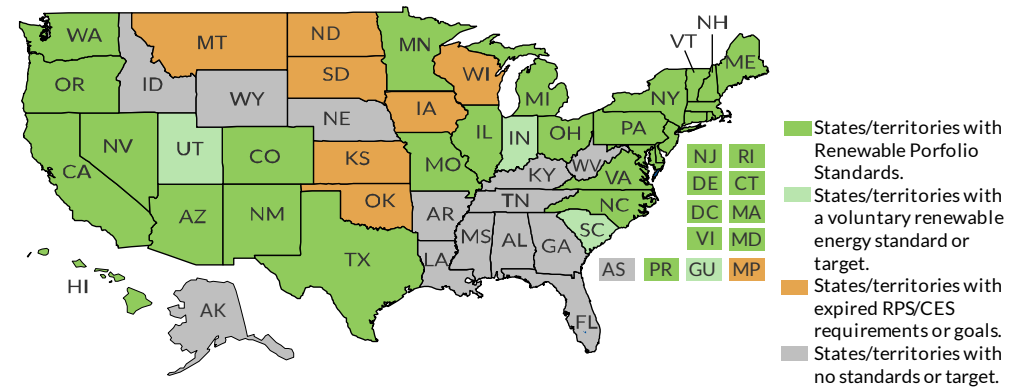 NH
VT
WA
MT
ND
MN
ME
OR
ID
SD
WI
MI
NY
WY
IA
NE
PA
NV
UT
CO
IL
IN
OH
NJ
RI
CA
KS
MO
KY
WV
VA
DE
CT
AZ
NM
OK
AR
TN
NC
DC
MA
SC
VI
MD
MS
AL
GA
TX
LA
AS
PR
GU
MP
HI
AK
FL
States/territories with
Renewable Porfolio
Standards.
States/territories with
a voluntary renewable
energy standard or
target.
States/territories with
expired RPS/CES
requirements or goals.
States/territories with
no standards or target.